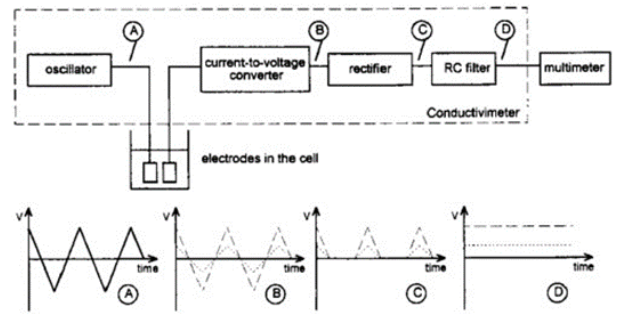 A B C D
oscillator
current-to-voltage
converter
rectifier
RC filter
multimeter
Conductivimeter
electrodes in the cell
V V V V
time time time time
A B C D